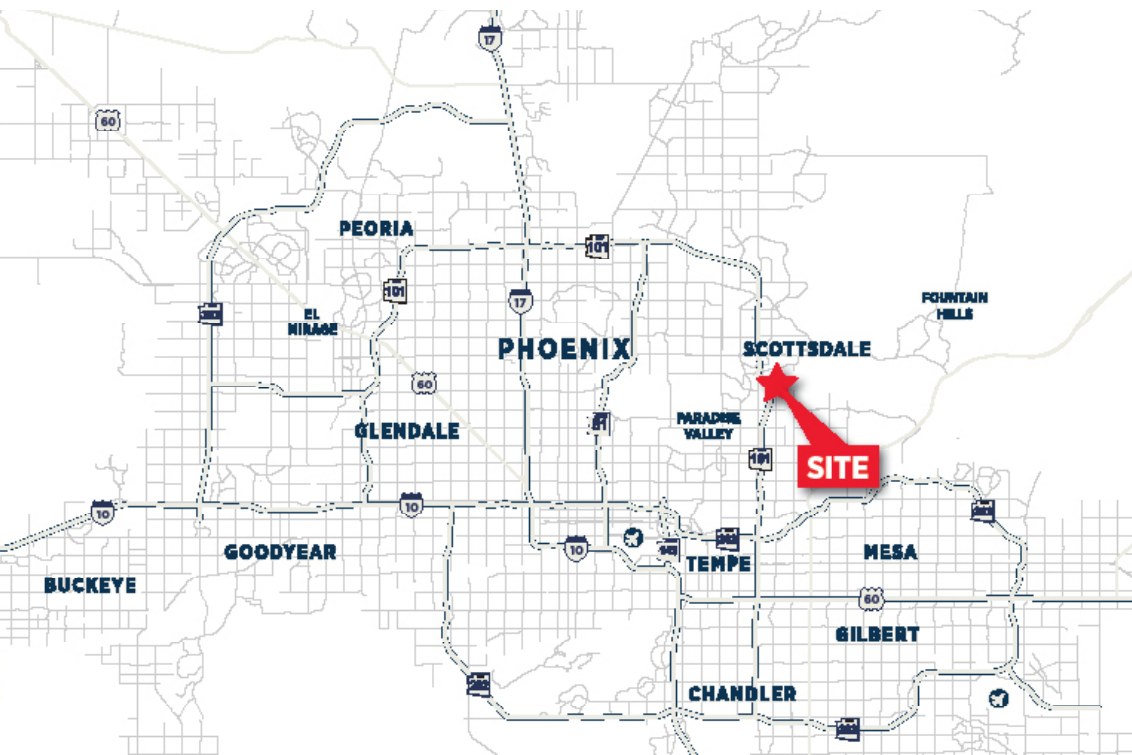 17
60
PEORIA
101
101
17
EL
MIRAGE
FOUNTAIN
HILLS
PHOENIX
SCOTTSDALE
60
PARADISE
VALLEY
GLENDALE
101
SITE
10
10
10
GOODYEAR
TEMPE
MESA
BUCKEYE
60
GILBERT
CHANDLER